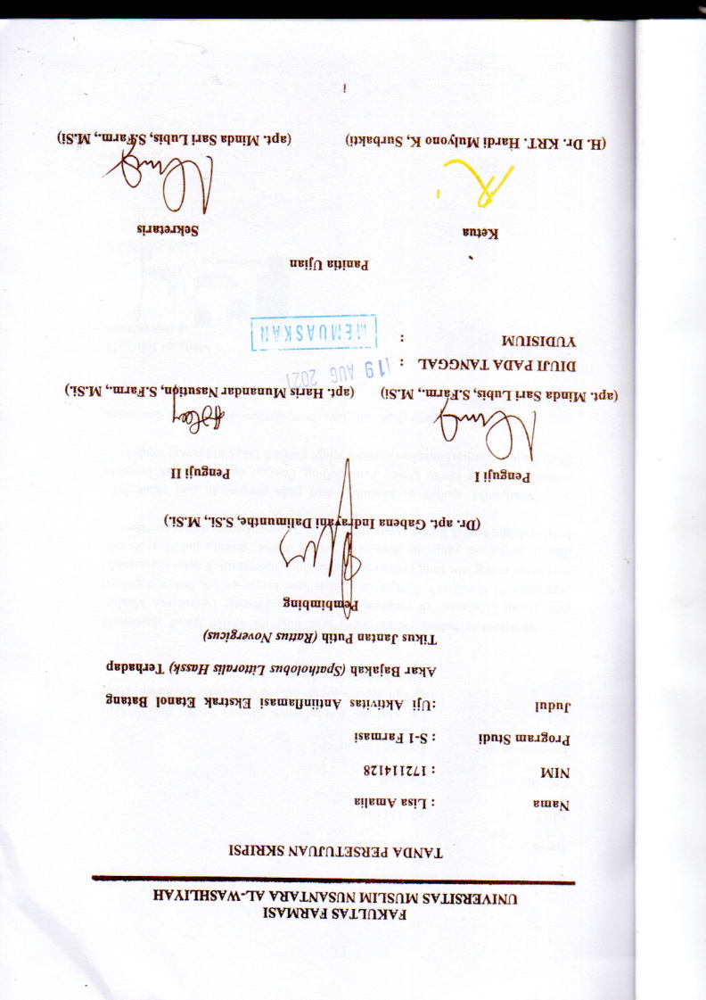 FAKULTAS FARMASI
UNIVERSITAS MUSLIM NUSANTARA AL-WASHLIYAH
TANDA PERSETUJUAN SKRIPSI
Nama : Lisa Amalia
NIM : 172114128
Program Studi : S-1 Farmasi
Judul :Uji Aktivitas Antiinflamasi Ekstrak Etanol Batang
Akar Bajakah (Spatholobus Littoralis Hassk) Terhadap
Tikus Jantan Putih (Rattus Novergicus)
Pembimbing
(Dr. apt. Gabena Indrayani Dalimunthe, S.Si., M.Si.)
Penguji I Penguji II
(apt. Minda Sari Lubis, S.Farm., M.Si) (apt. Haris Munandar Nasution, S.Farm., M.Si.)
DIUJI PADA TANGGAL : 19 AUG 2021
YUDISIUM : MEMUASKAN
Panitia Ujian
Ketua Sekretaris
(H. Dr. KRT. Hardi Mulyono K, Surbakti) (apt. Minda Sari Lubis, S.Farm., M.Si)
i